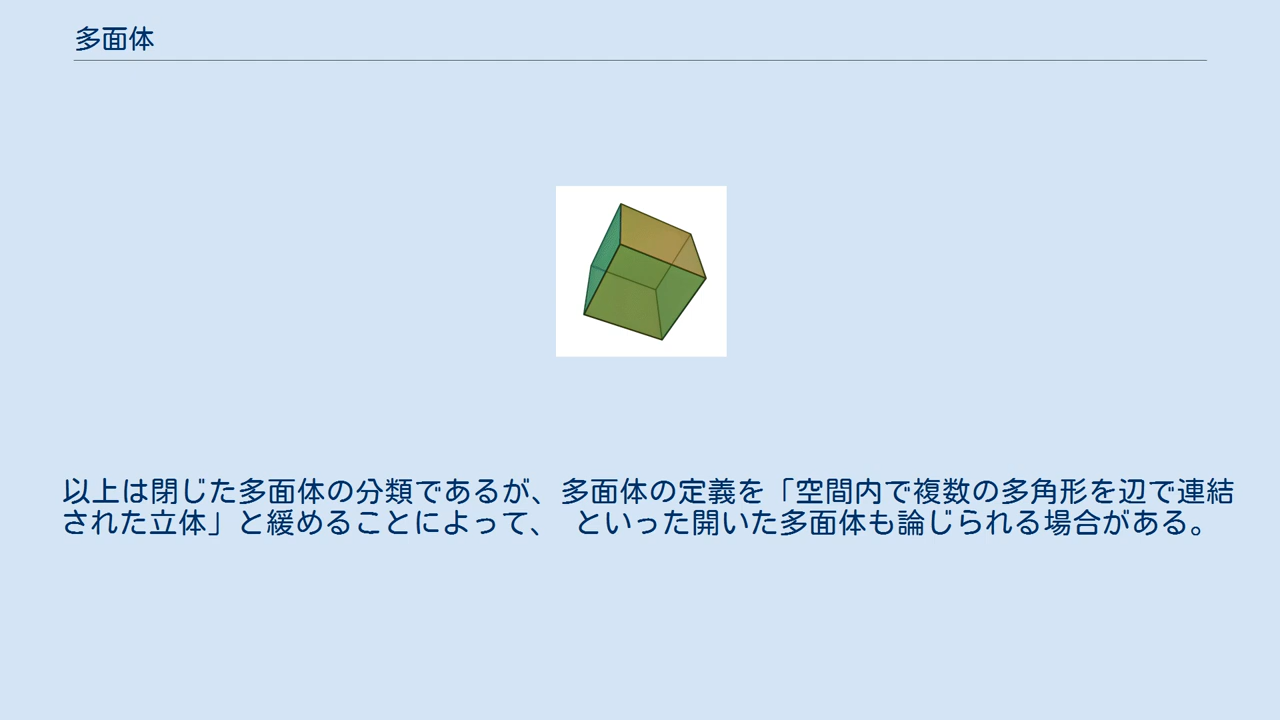 多面体
以上は閉じた多面体の分類であるが、多面体の定義を「空間内で複数の多角形を辺で連結
された立体」と緩めることによって、 といった開いた多面体も論じられる場合がある。